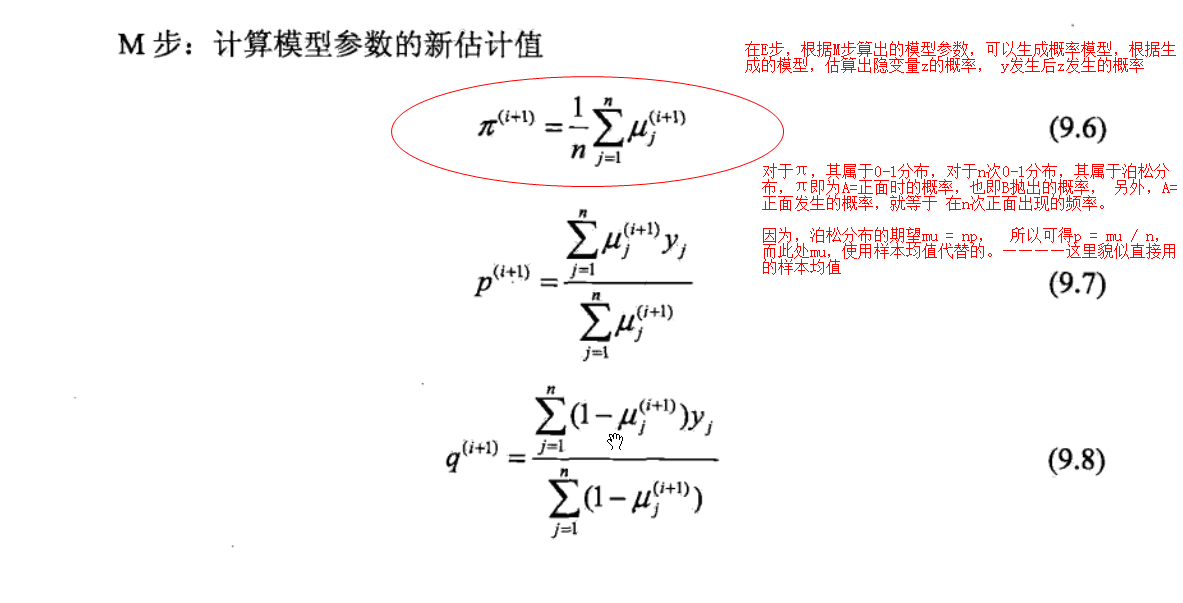 M 步：计算模型参数的新估计值
在E步，根据M步算出的模型参数，可以生成概率模型，根据生
成的模型，估算出隐变量z的概率， y发生后z发生的概率
π^{(i+1)} = \frac{1}{n} \sum_{j=1}^{n} μ_j^{(i+1)} (9.6)
对于π，其属于0-1分布，对于n次0-1分布，其属于泊松分
布，π即为A=正面时的概率，也即B抛出的概率， 另外，A=
正面发生的概率，就等于 在n次正面出现的频率。
因为，泊松分布的期望mu = np， 所以可得p = mu / n，
而此处mu，使用样本均值代替的。————这里貌似直接用
的样本均值
p^{(i+1)} = \frac{\sum_{j=1}^{n} μ_j^{(i+1)} y_j}{\sum_{j=1}^{n} μ_j^{(i+1)}} (9.7)
q^{(i+1)} = \frac{\sum_{j=1}^{n} (1-μ_j^{(i+1)}) y_j}{\sum_{j=1}^{n} (1-μ_j^{(i+1)})} (9.8)